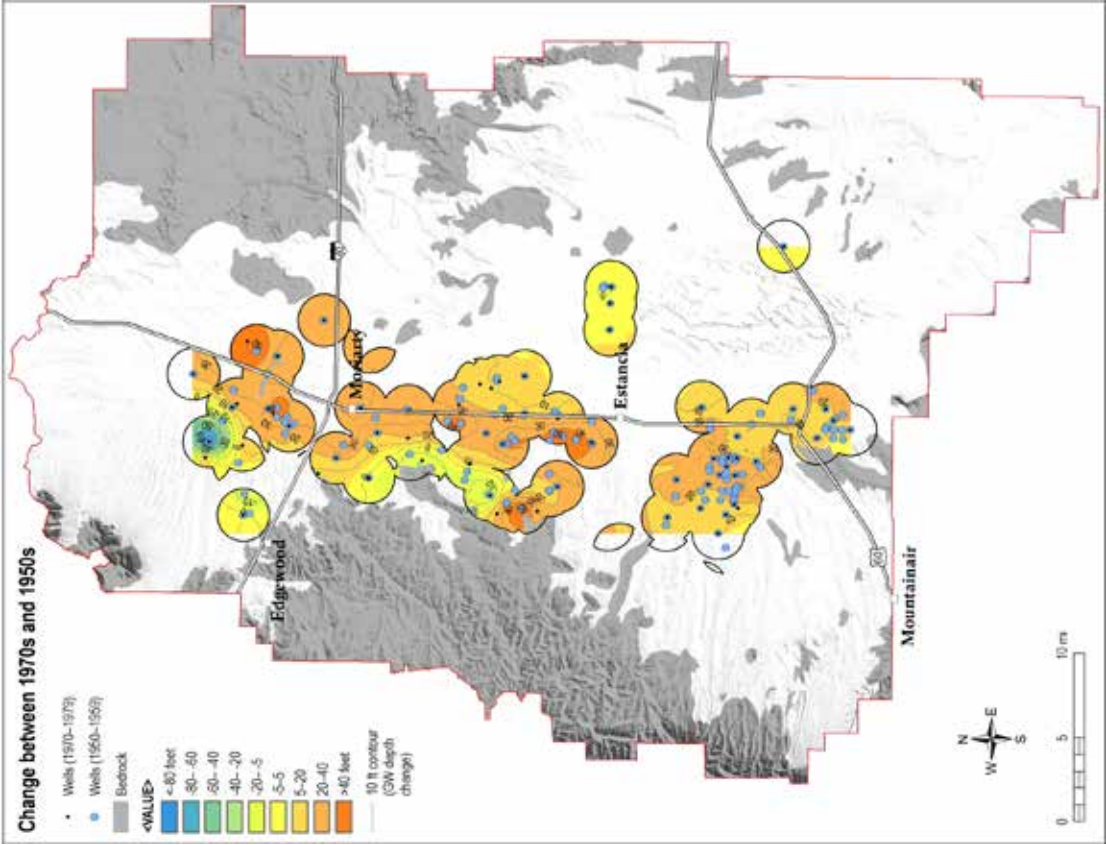 Change between 1970s and 1950s
Wells (1970–1979)
Wells (1950–1959)
Bedrock
<VALUE>
<-80 feet
-80–-60
-60–-40
-40–-20
-20–-5
-5–5
5–20
20–40
>40 feet
10 ft contour
(GW depth
change)
Edgewood
Moriarty
Estancia
Mountainair
60
N
W
E
S
0
5
10 mi